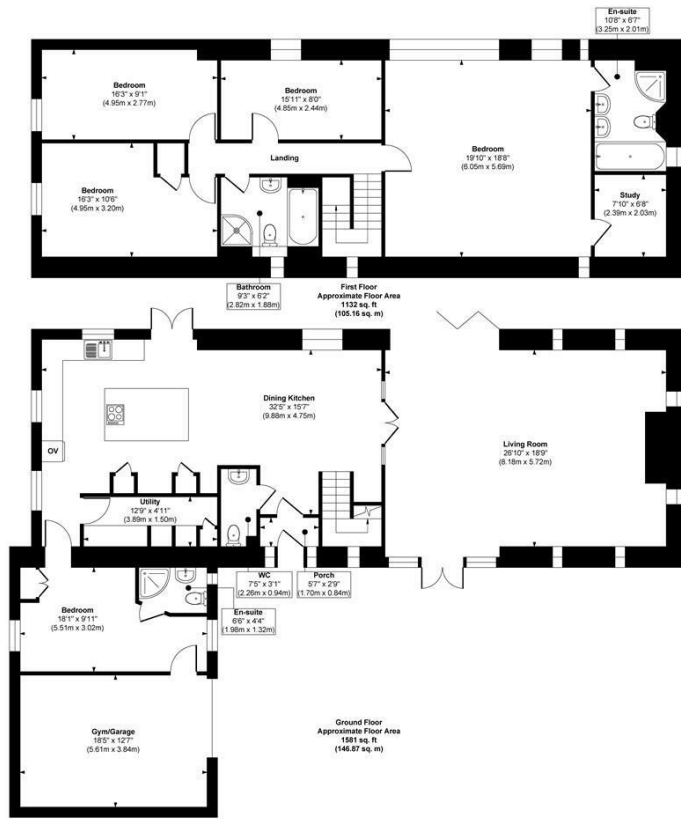 En-suite
10'8" x 6'7"
(3.25m x 2.01m)
Bedroom
16'3" x 9'1"
(4.95m x 2.77m)
Bedroom
15'11" x 8'0"
(4.85m x 2.44m)
Bedroom
19'10" x 18'8"
(6.05m x 5.69m)
Landing
Bedroom
16'3" x 10'6"
(4.95m x 3.20m)
Study
7'10" x 6'8"
(2.39m x 2.03m)
Bathroom
9'3" x 6'2"
(2.82m x 1.88m)
First Floor
Approximate Floor Area
1132 sq. ft
(105.16 sq. m)
Dining Kitchen
32'5" x 15'7"
(9.88m x 4.75m)
Living Room
26'10" x 18'9"
(8.18m x 5.72m)
OV
Utility
12'9" x 4'11"
(3.89m x 1.50m)
WC
7'5" x 3'1"
(2.26m x 0.94m)
Porch
5'7" x 2'9"
(1.70m x 0.84m)
Bedroom
18'1" x 9'11"
(5.51m x 3.02m)
En-suite
6'6" x 4'4"
(1.98m x 1.32m)
Gym/Garage
18'5" x 12'7"
(5.61m x 3.84m)
Ground Floor
Approximate Floor Area
1581 sq. ft
(146.87 sq. m)